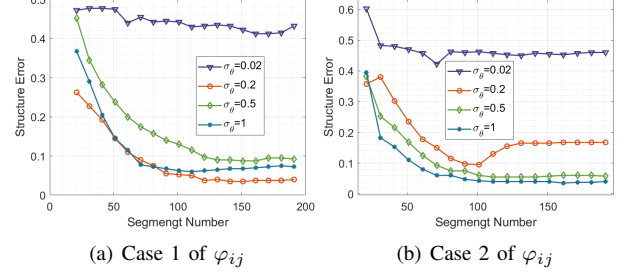 0.5
0.4
0.3
0.2
0.1
0
0 50 100 150 200
Structure Error
Segmengt Number
σθ=0.02
σθ=0.2
σθ=0.5
σθ=1
(a) Case 1 of φij
0.6
0.5
0.4
0.3
0.2
0.1
0
50 100 150
Structure Error
Segmengt Number
σθ=0.02
σθ=0.2
σθ=0.5
σθ=1
(b) Case 2 of φij